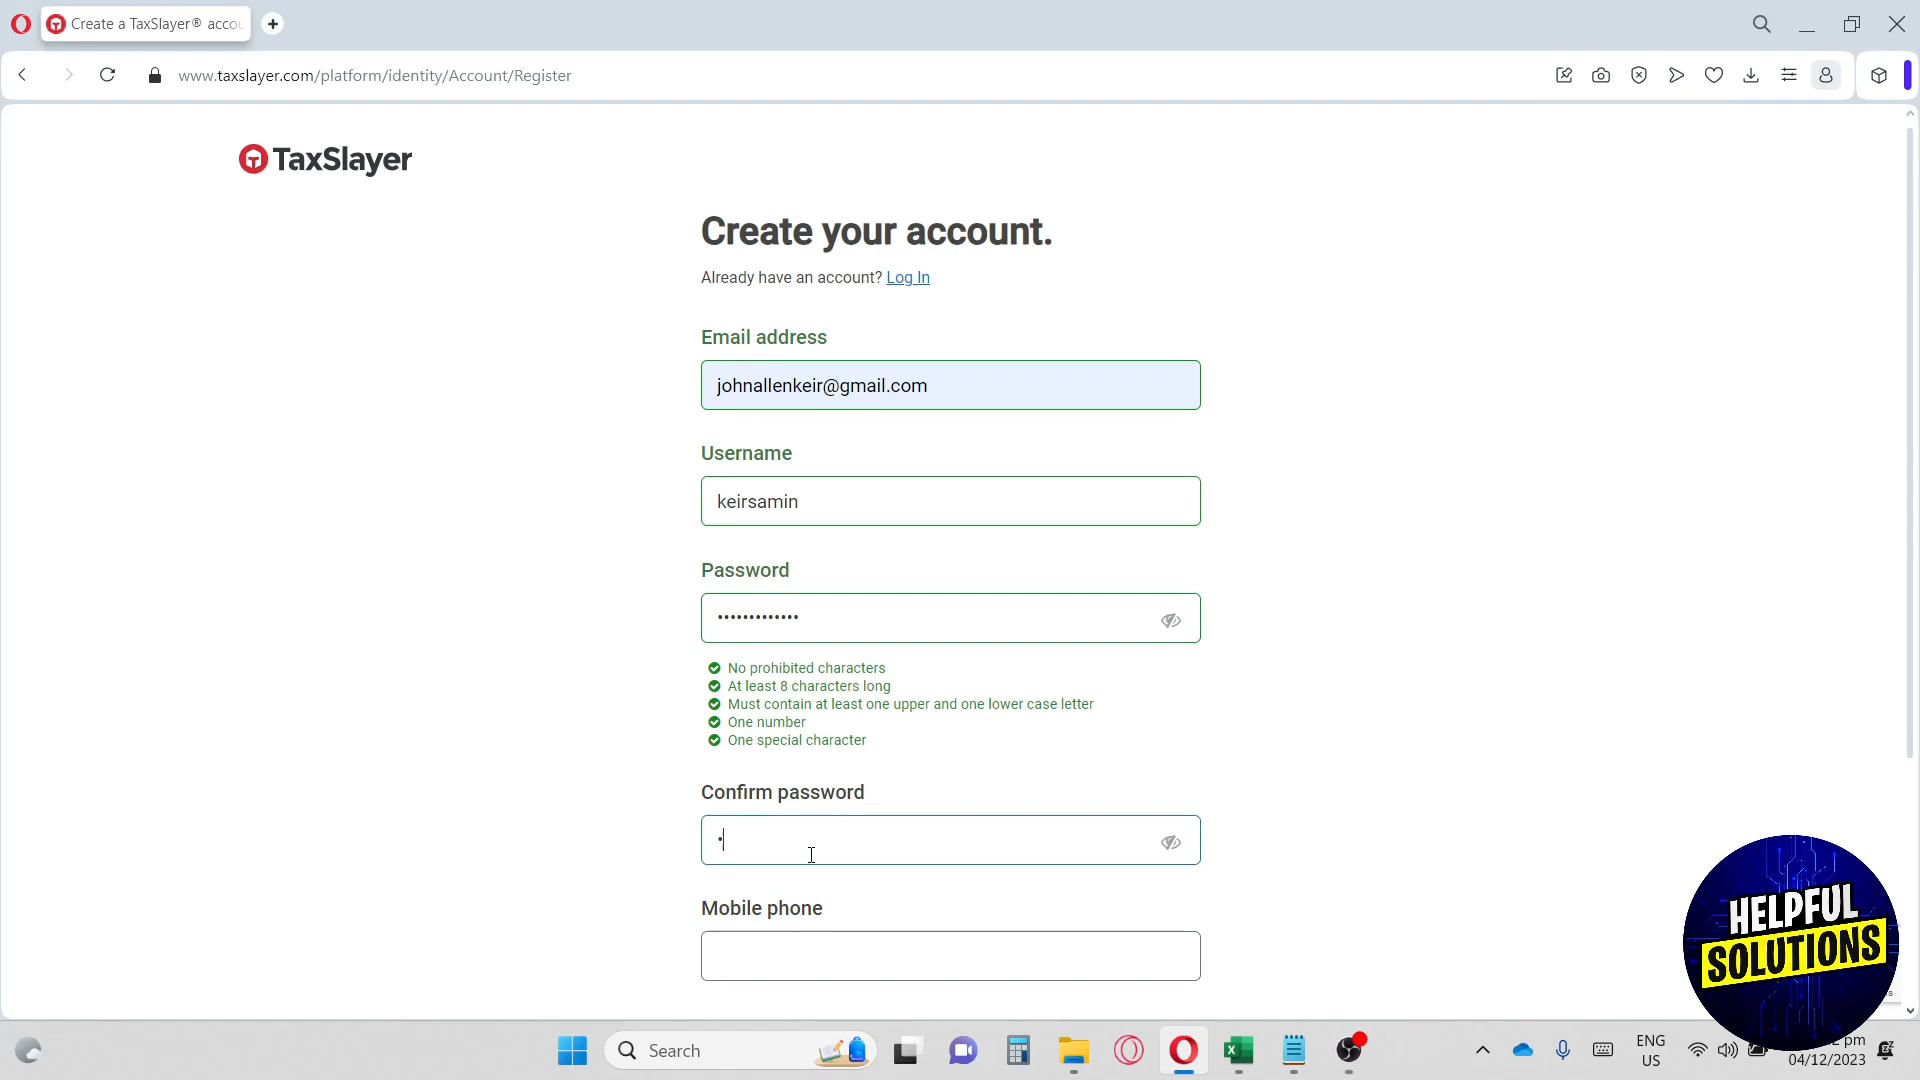 Create a TaxSlayer® accou
www.taxslayer.com/platform/identity/Account/Register
TaxSlayer
Create your account.
Already have an account? Log In
Email address
johnallenkeir@gmail.com
Username
keirsamin
Password
•••••••••••••
No prohibited characters
At least 8 characters long
Must contain at least one upper and one lower case letter
One number
One special character
Confirm password
•
Mobile phone
HELPFUL
SOLUTIONS
Search
ENG
US
pm
04/12/2023